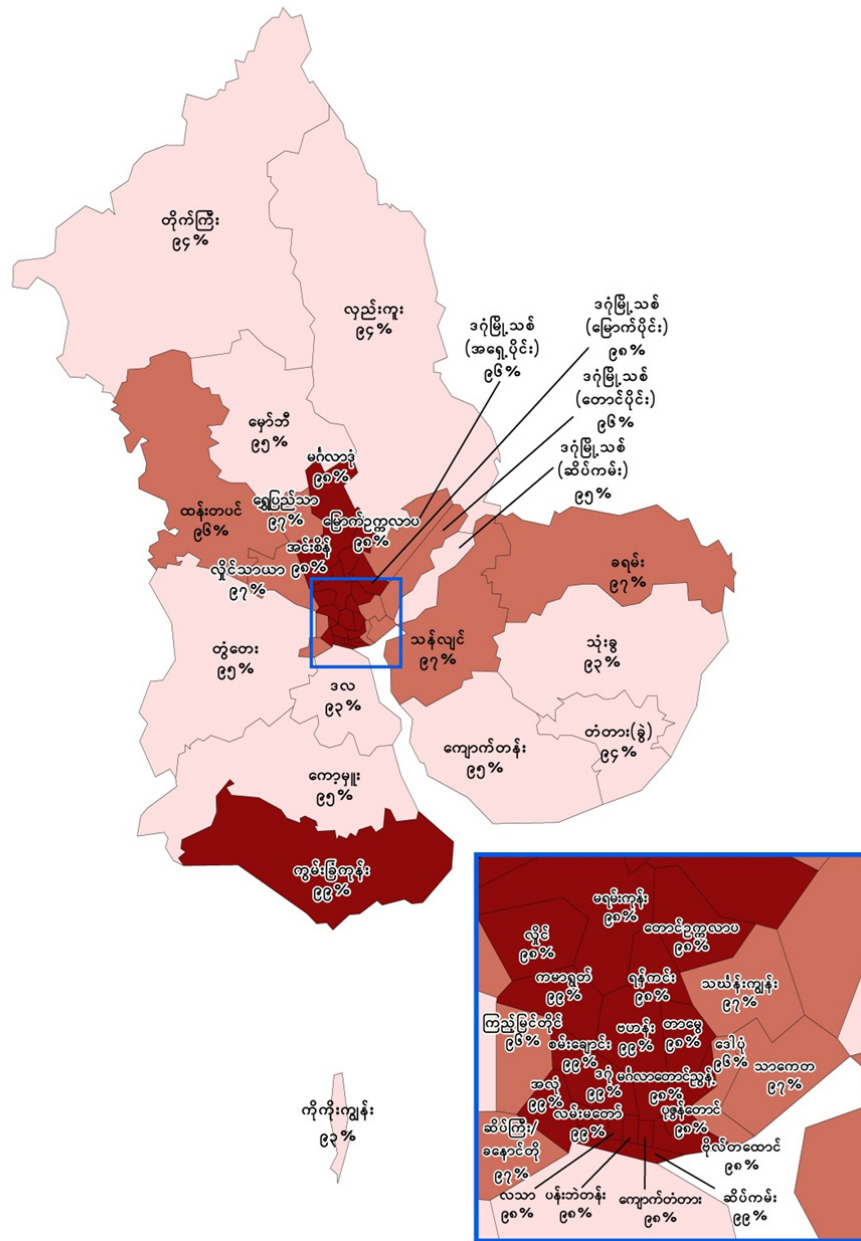 တိုက်ကြီး
၉၄%
လှည်းကူး
၉၄%
ဒဂုံမြို့သစ်
(အရှေ့ပိုင်း)
၉၆%
ဒဂုံမြို့သစ်
(မြောက်ပိုင်း)
၉၈%
ဒဂုံမြို့သစ်
(တောင်ပိုင်း)
၉၆%
ဒဂုံမြို့သစ်
(ဆိပ်ကမ်း)
၉၅%
မှော်ဘီ
၉၅%
မင်္ဂလာဒုံ
၉၈%
ထန်းတပင်
၉၆%
ရွှေပြည်သာ
၉၇%
မြောက်ဥက္ကလာပ
၉၈%
အင်းစိန်
၉၈%
လှိုင်သာယာ
၉၇%
ခရမ်း
၉၇%
တွံတေး
၉၅%
သန်လျင်
၉၇%
သုံးခွ
၉၃%
ဒလ
၉၃%
ကျောက်တန်း
၉၅%
တံတား(ခွဲ)
၉၄%
ကော့မှူး
၉၅%
ကွမ်းခြံကုန်း
၉၉%
ကိုကိုးကျွန်း
၉၃%
မရမ်းကုန်း
၉၈%
လှိုင်
၉၈%
တောင်ဥက္ကလာပ
၉၈%
ကမာရွတ်
၉၉%
ရန်ကင်း
၉၈%
သင်္ဃန်းကျွန်း
၉၇%
ကြည့်မြင်တိုင်
၉၆%
စမ်းချောင်း
၉၉%
ဗဟန်း
၉၉%
တာမွေ
၉၈%
ဒေါပုံ
၉၆%
သာကေတ
၉၇%
အလုံ
၉၉%
ဒဂုံ
၉၉%
မင်္ဂလာတောင်ညွန့်
၉၈%
လမ်းမတော်
၉၉%
ပုဇွန်တောင်
၉၈%
ဆိပ်ကြီး/
ခနောင်တို
၉၇%
ဗိုလ်တထောင်
၉၈%
လသာ
၉၈%
ပန်းဘဲတန်း
၉၈%
ကျောက်တံတား
၉၈%
ဆိပ်ကမ်း
၉၉%